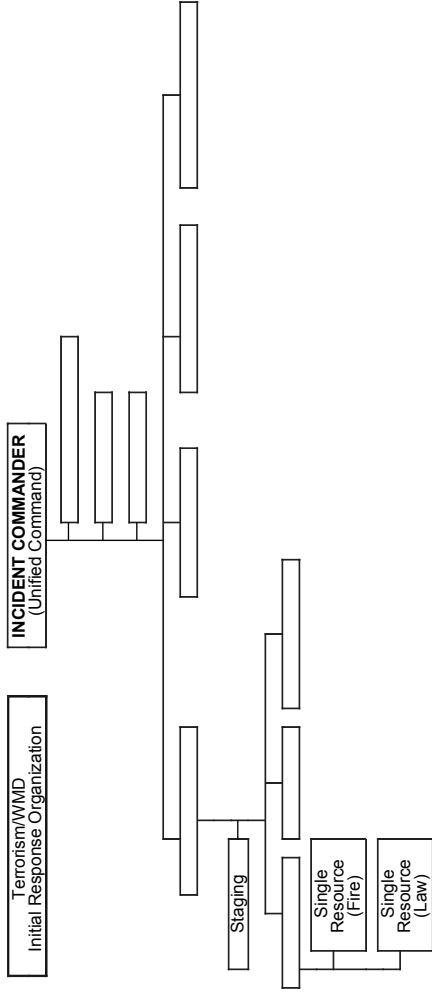 Terrorism/WMD
Initial Response Organization
INCIDENT COMMANDER
(Unified Command)
Staging
Single
Resource
(Fire)
Single
Resource
(Law)